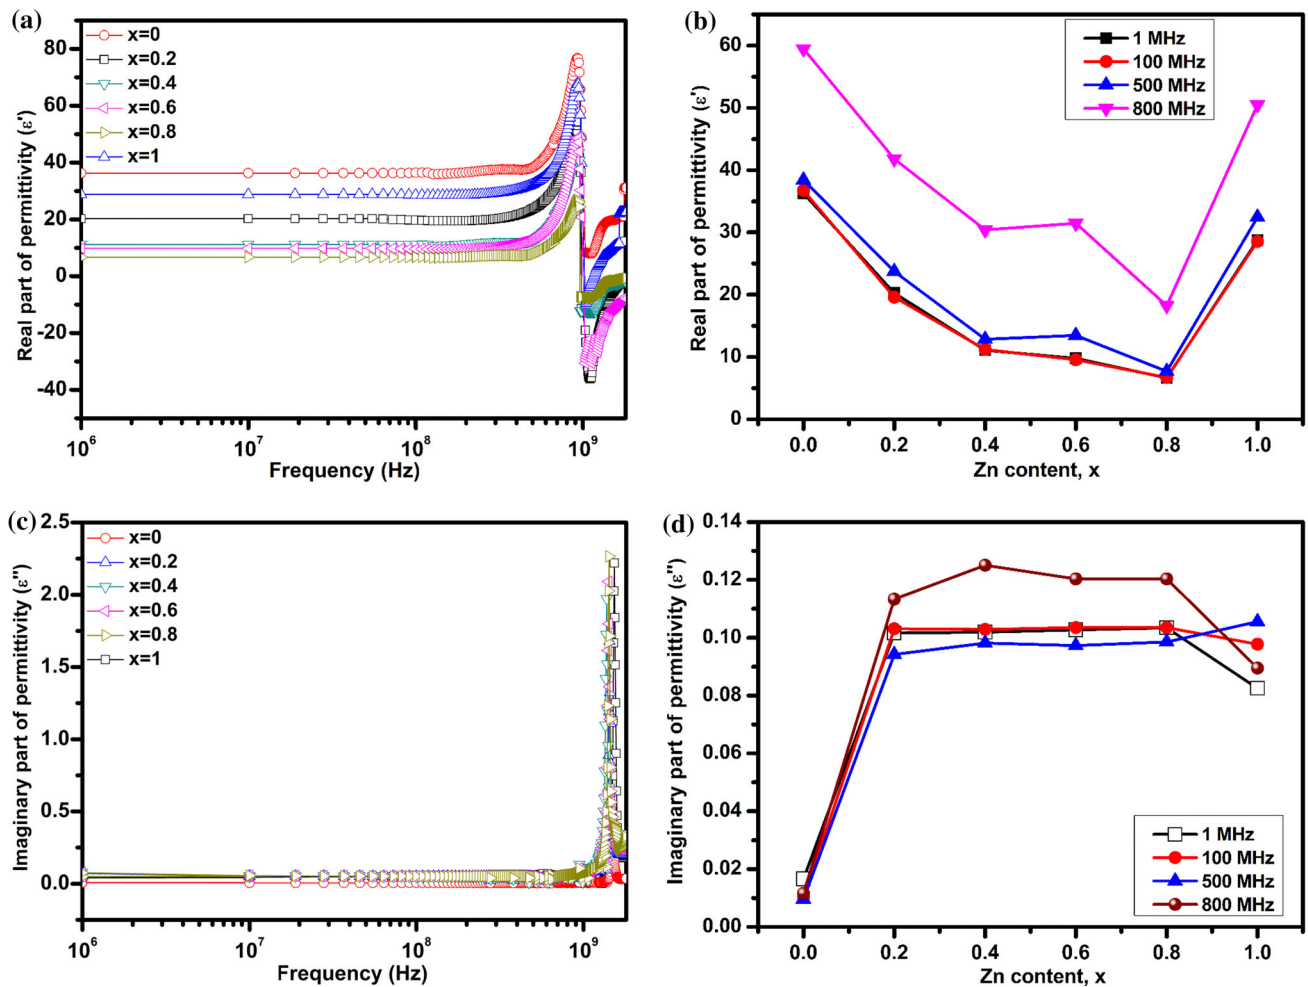 (a)
x=0
x=0.2
x=0.4
x=0.6
x=0.8
x=1
80
60
40
20
0
-20
-40
Real part of permittivity (ε')
10^6 10^7 10^8 10^9
Frequency (Hz)
(b)
1 MHz
100 MHz
500 MHz
800 MHz
60
50
40
30
20
10
0
Real part of permittivity (ε')
0.0 0.2 0.4 0.6 0.8 1.0
Zn content, x
(c)
x=0
x=0.2
x=0.4
x=0.6
x=0.8
x=1
2.5
2.0
1.5
1.0
0.5
0.0
Imaginary part of permittivity (ε'')
10^6 10^7 10^8 10^9
Frequency (Hz)
(d)
0.14
0.12
0.10
0.08
0.06
0.04
0.02
0.00
Imaginary part of permittivity (ε'')
1 MHz
100 MHz
500 MHz
800 MHz
0.0 0.2 0.4 0.6 0.8 1.0
Zn content, x